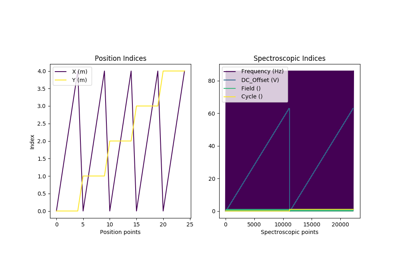 Position Indices
Spectroscopic Indices
X (m)
Y (m)
Frequency (Hz)
DC_Offset (V)
Field ()
Cycle ()
4.0
3.5
3.0
2.5
2.0
1.5
1.0
0.5
0.0
Index
80
60
40
20
0
0 5 10 15 20 25
0 5000 10000 15000 20000
Position points
Spectroscopic points